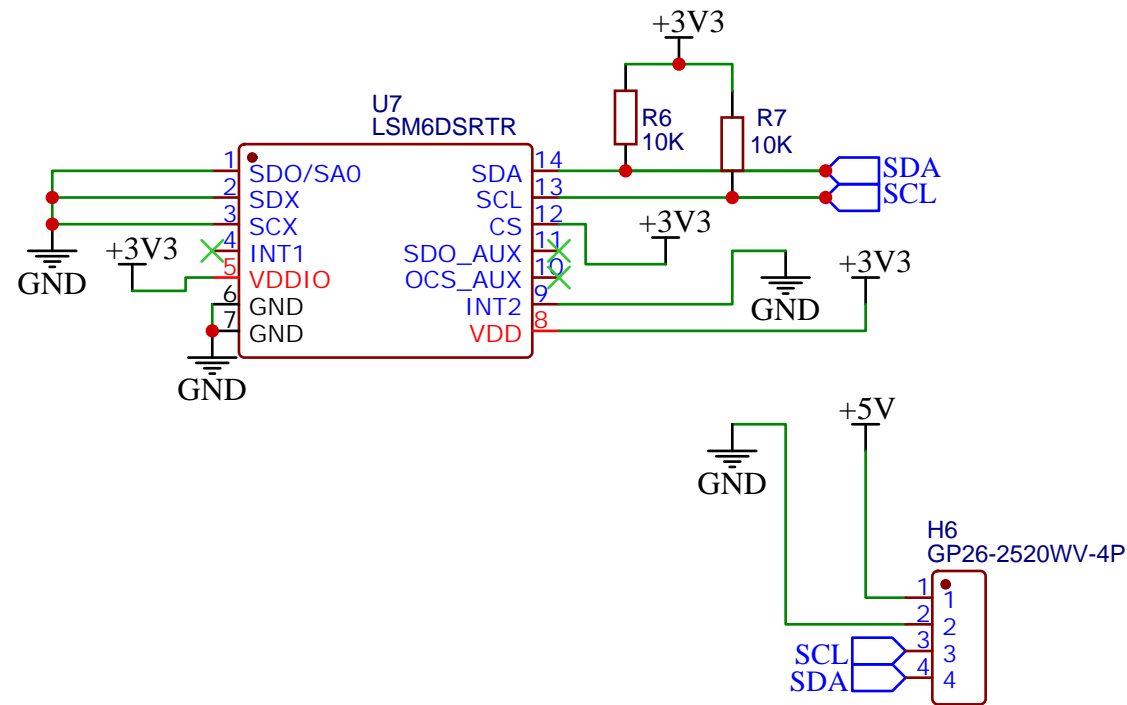 +3V3
U7
LSM6DSRTR
R6
10K
R7
10K
1 SDO/SA0
2 SDX
3 SCX
4 INT1
5 VDDIO
6 GND
7 GND
SDA 14
SCL 13
CS 12
SDO_AUX 11
OCS_AUX 10
INT2 9
VDD 8
SDA
SCL
GND
+3V3
GND
+3V3
GND
+3V3
+5V
GND
H6
GP26-2520WV-4P
1 1
2 2
SCL 3 3
SDA 4 4